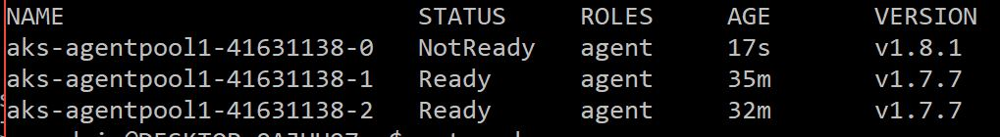 NAME STATUS ROLES AGE VERSION
aks-agentpool1-41631138-0 NotReady agent 17s v1.8.1
aks-agentpool1-41631138-1 Ready agent 35m v1.7.7
aks-agentpool1-41631138-2 Ready agent 32m v1.7.7